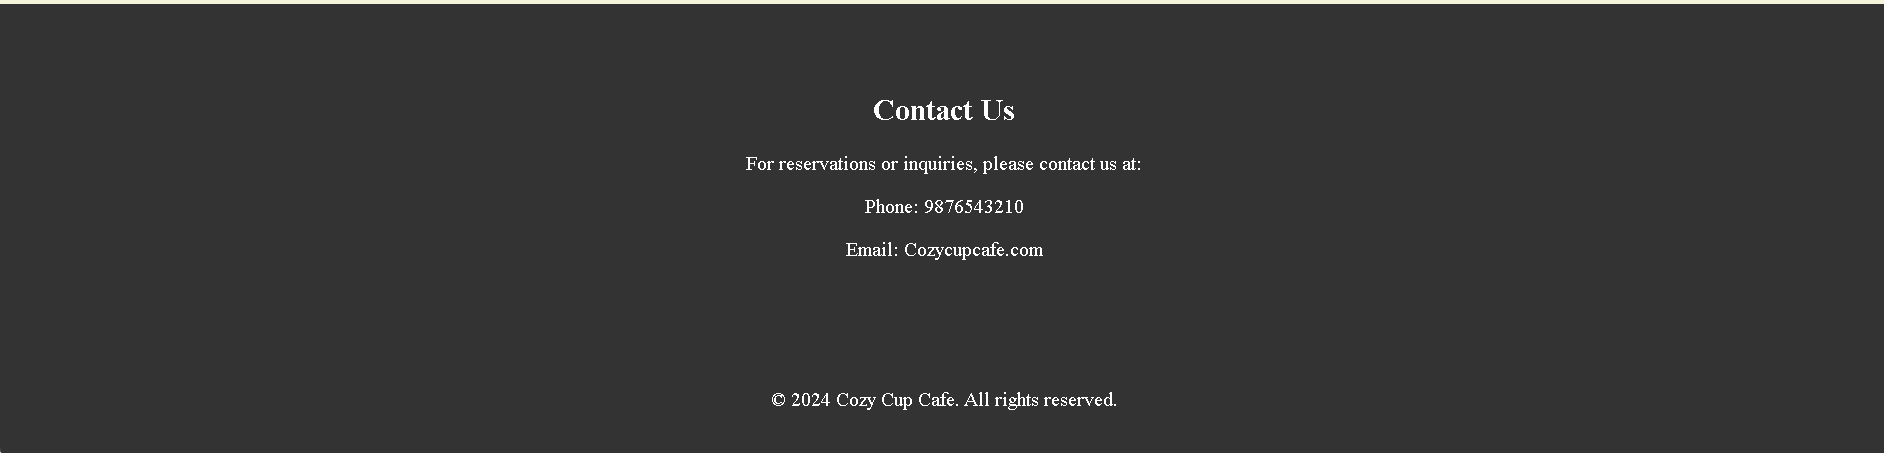 Contact Us
For reservations or inquiries, please contact us at:
Phone: 9876543210
Email: Cozycupcafe.com
© 2024 Cozy Cup Cafe. All rights reserved.